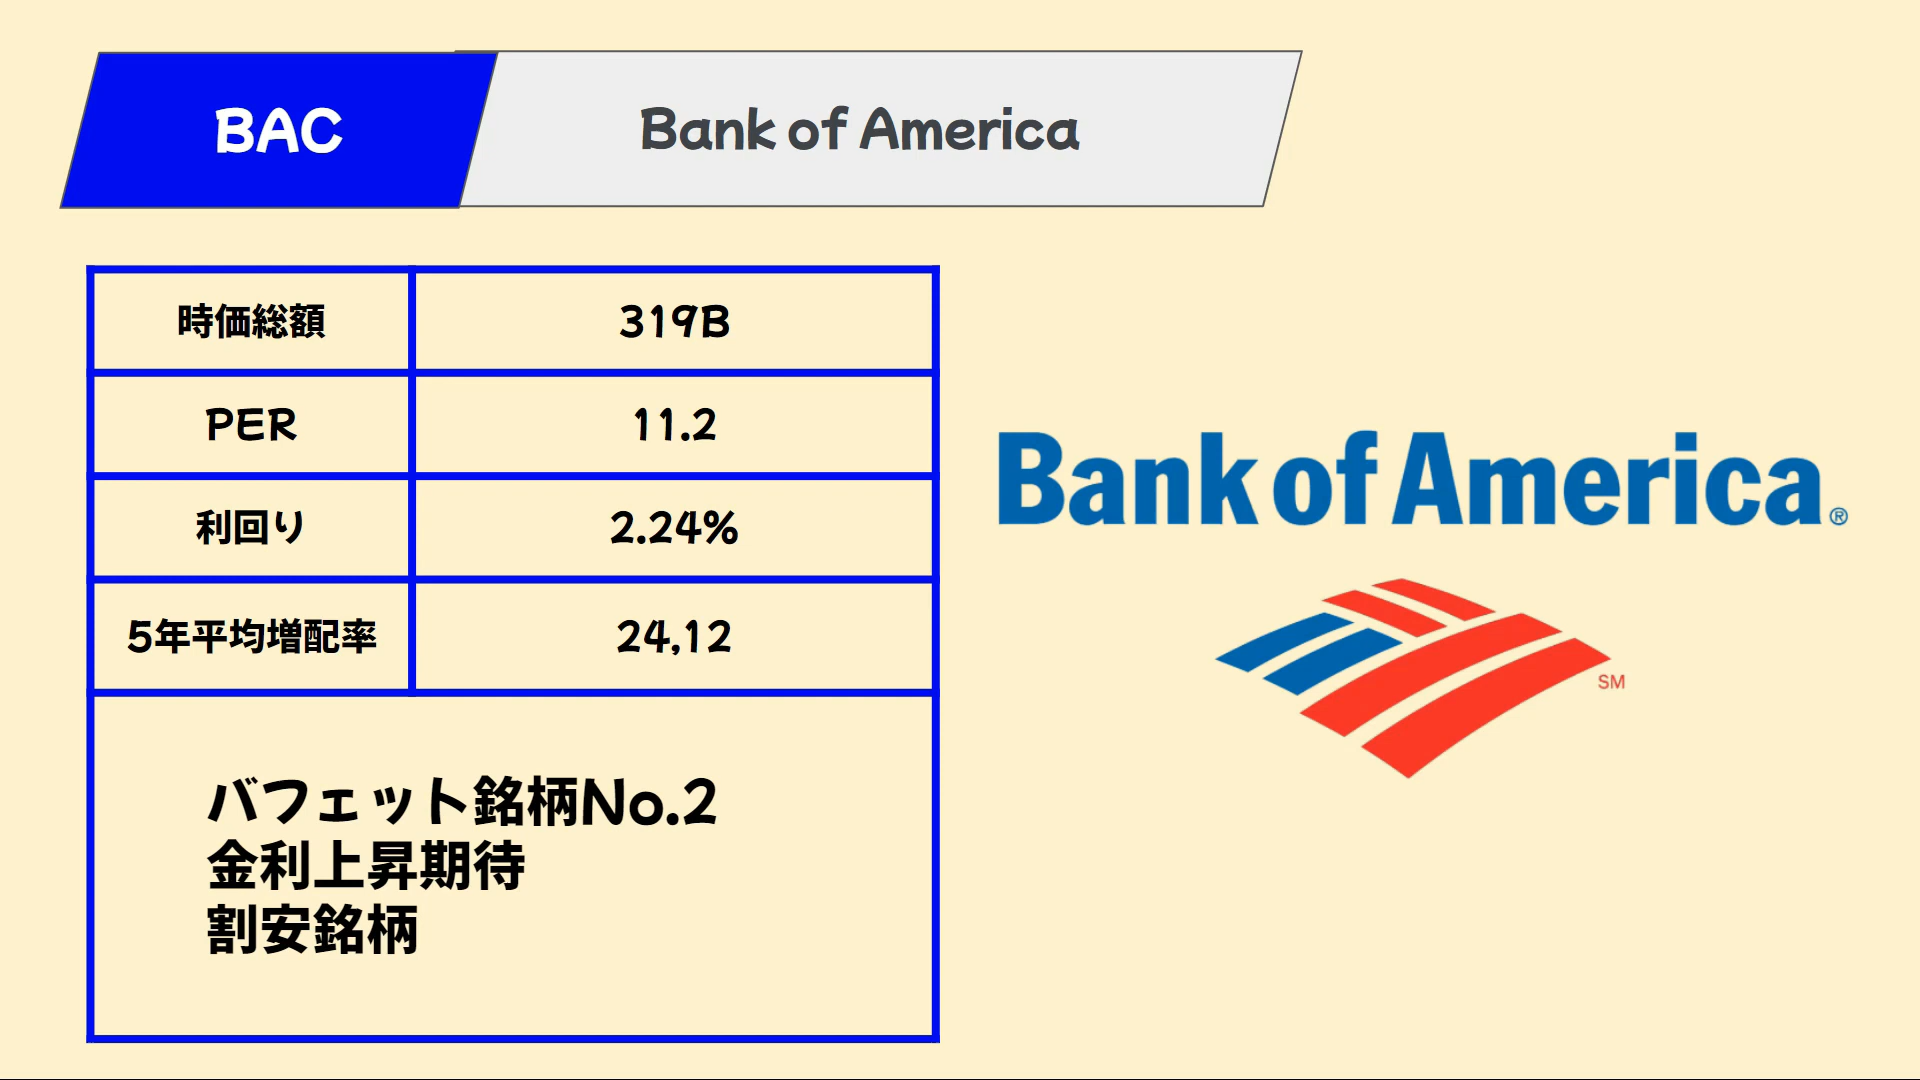 BAC
Bank of America
時価総額 319B
PER 11.2
利回り 2.24%
5年平均増配率 24,12
バフェット銘柄No.2
金利上昇期待
割安銘柄
Bank of America®
SM